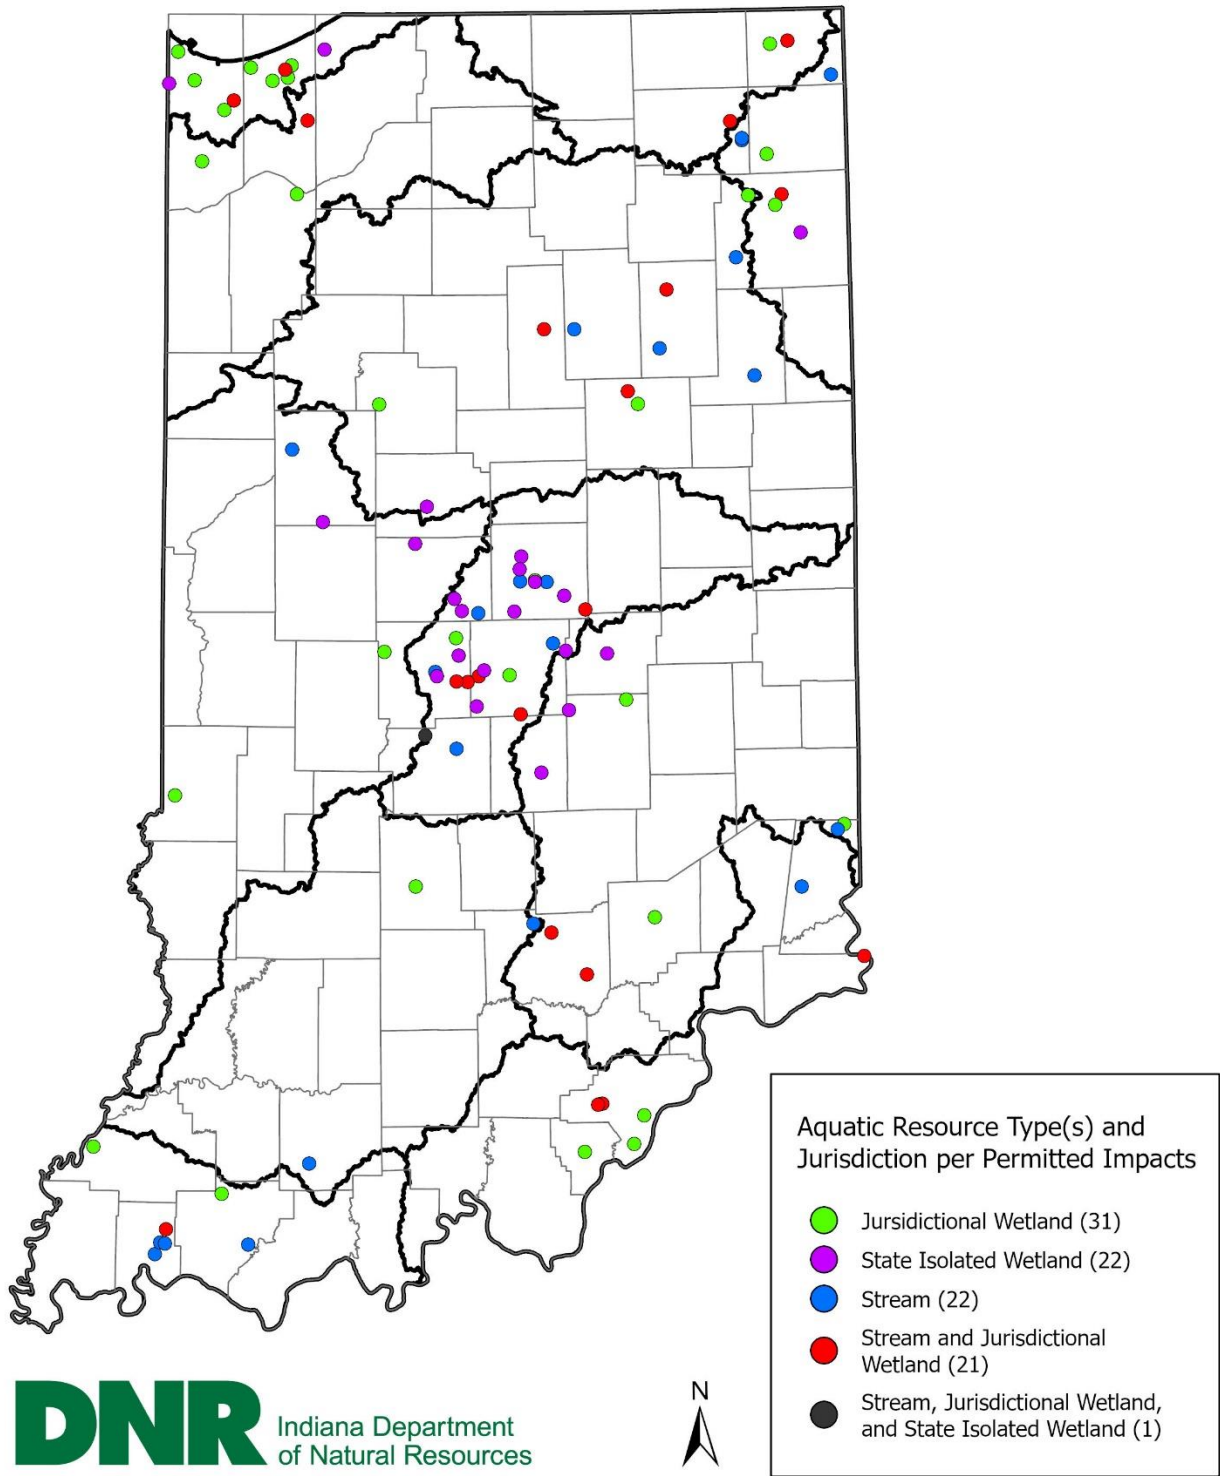 Aquatic Resource Type(s) and
Jurisdiction per Permitted Impacts
Jursidictional Wetland (31)
State Isolated Wetland (22)
Stream (22)
Stream and Jurisdictional
Wetland (21)
Stream, Jurisdictional Wetland,
and State Isolated Wetland (1)
N
DNR
Indiana Department
of Natural Resources